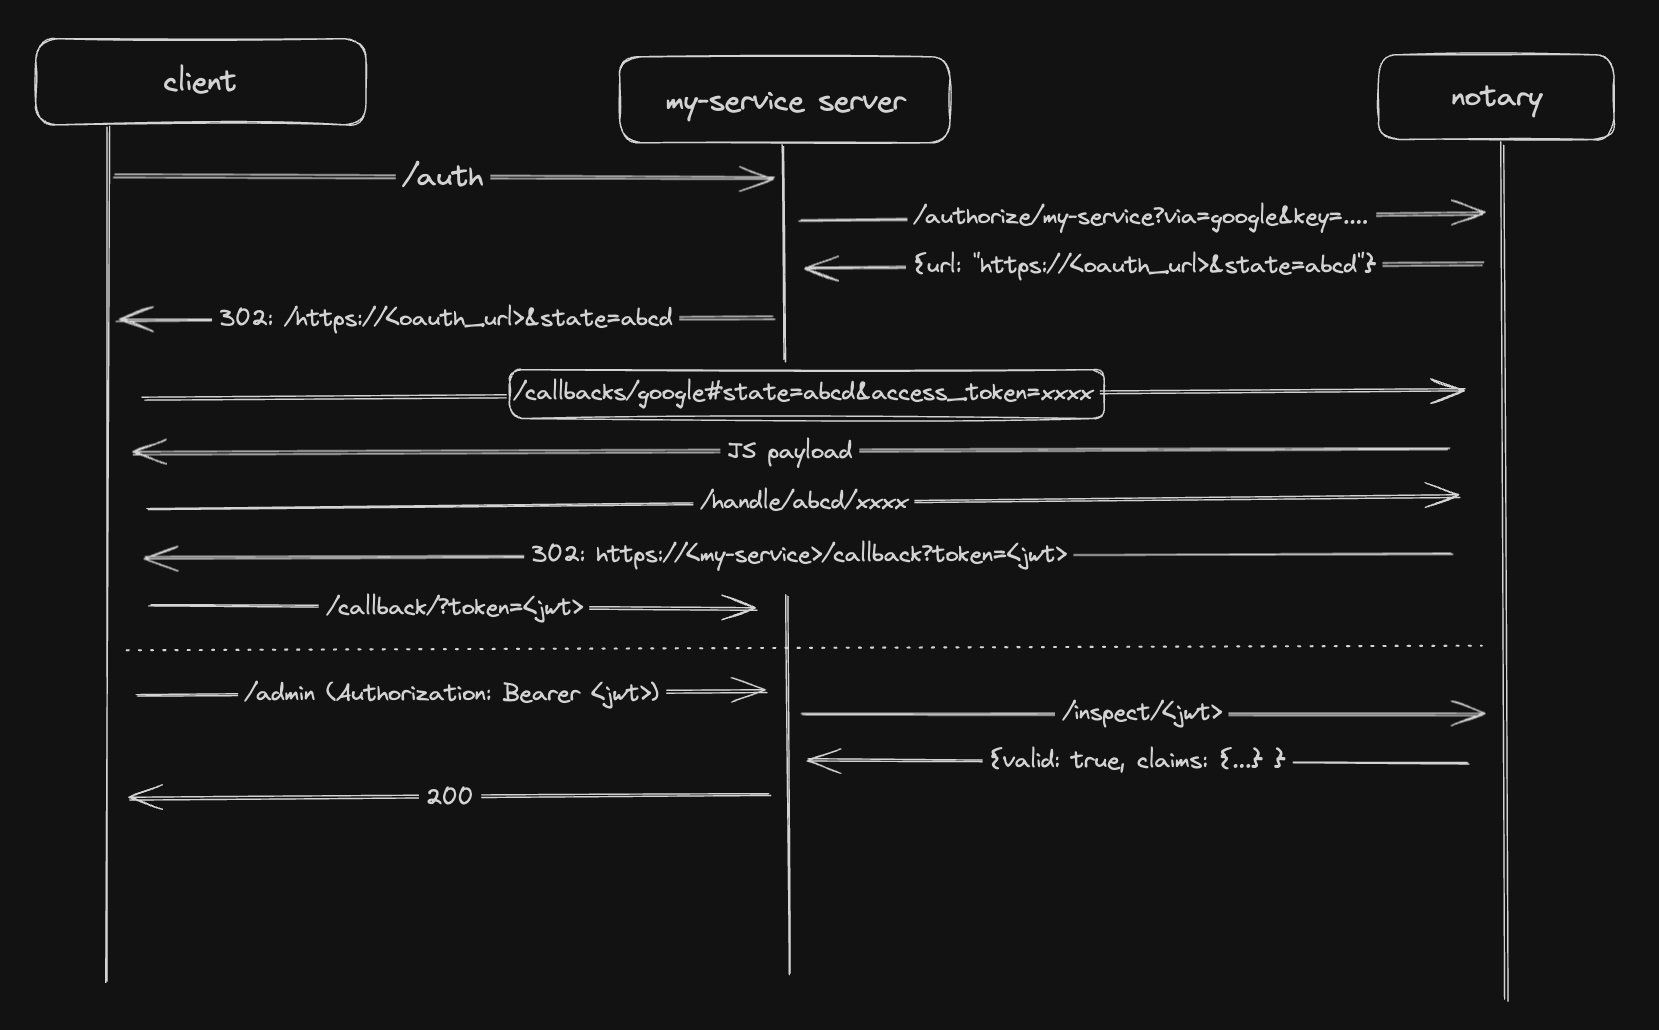 client
my-service server
notary
/auth
/authorize/my-service?via=google&key=....
{url: "https://<oauth_url>&state=abcd"}
302: /https://<oauth_url>&state=abcd
/callbacks/google#state=abcd&access_token=xxxx
JS payload
/handle/abcd/xxxx
302: https://<my-service>/callback?token=<jwt>
/callback/?token=<jwt>
/admin (Authorization: Bearer <jwt>)
/inspect/<jwt>
{valid: true, claims: {...} }
200